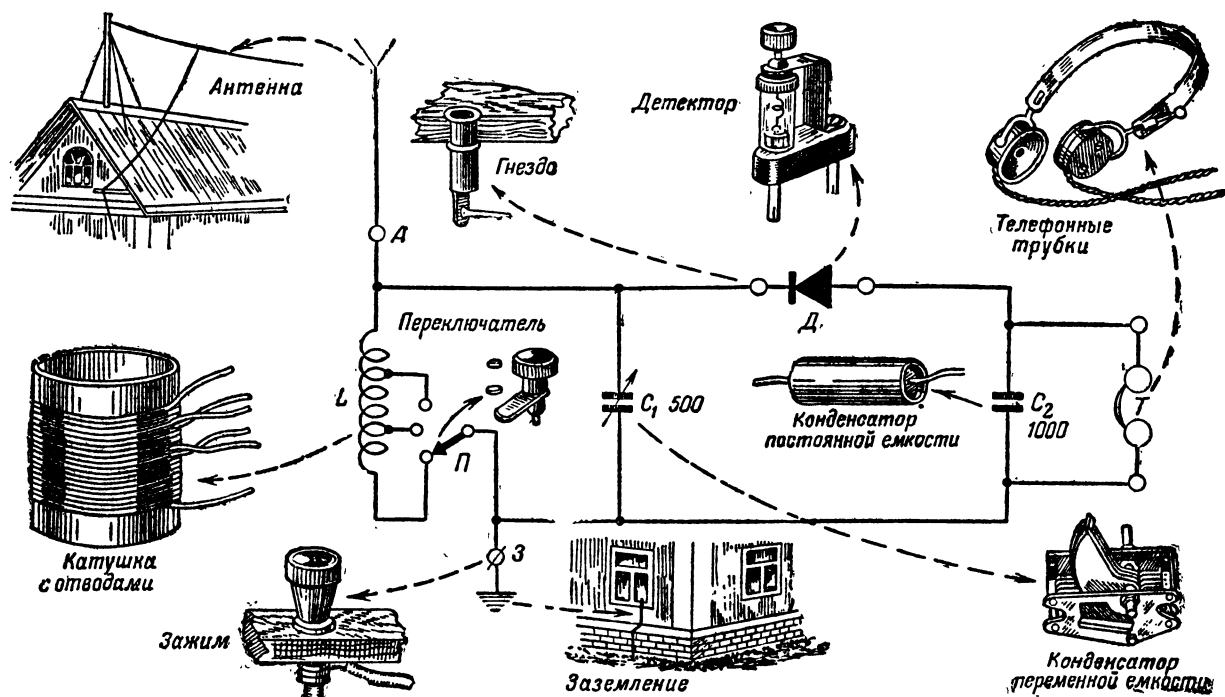 Антенна
Детектор
Гнездо
Телефонные
трубки
А
Д.
Переключатель
L
П
C₁ 500
C₂
1000
Т
Конденсатор
постоянной емкости
Катушка
с отводами
З
Зажим
Заземление
Конденсатор
переменной емкости